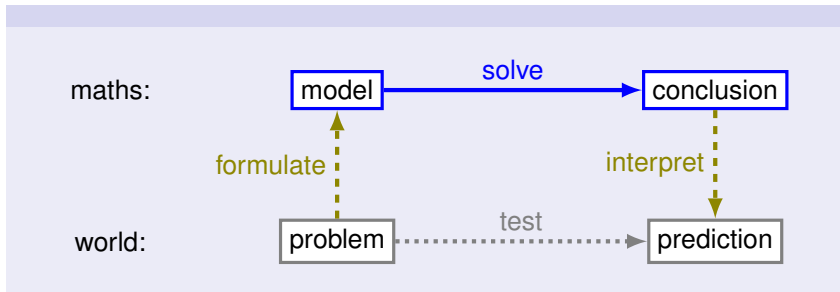 solve
maths: model conclusion
formulate interpret
test
world: problem prediction